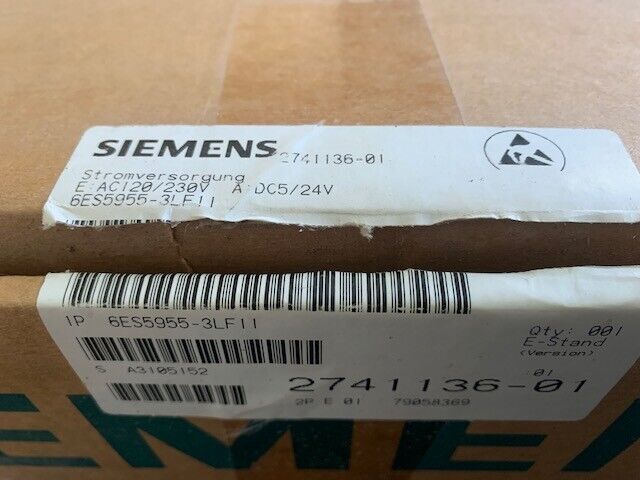 SIEMENS 2741136-01
Stromversorgung
E:AC120/230V A:DC5/24V
6ES5955-3LF11
1P 6ES5955-3LF11
Qty: 001
E-Stand
(Version)
S A3105152
01
2741136-01
2P E 01 79058369
EMEN